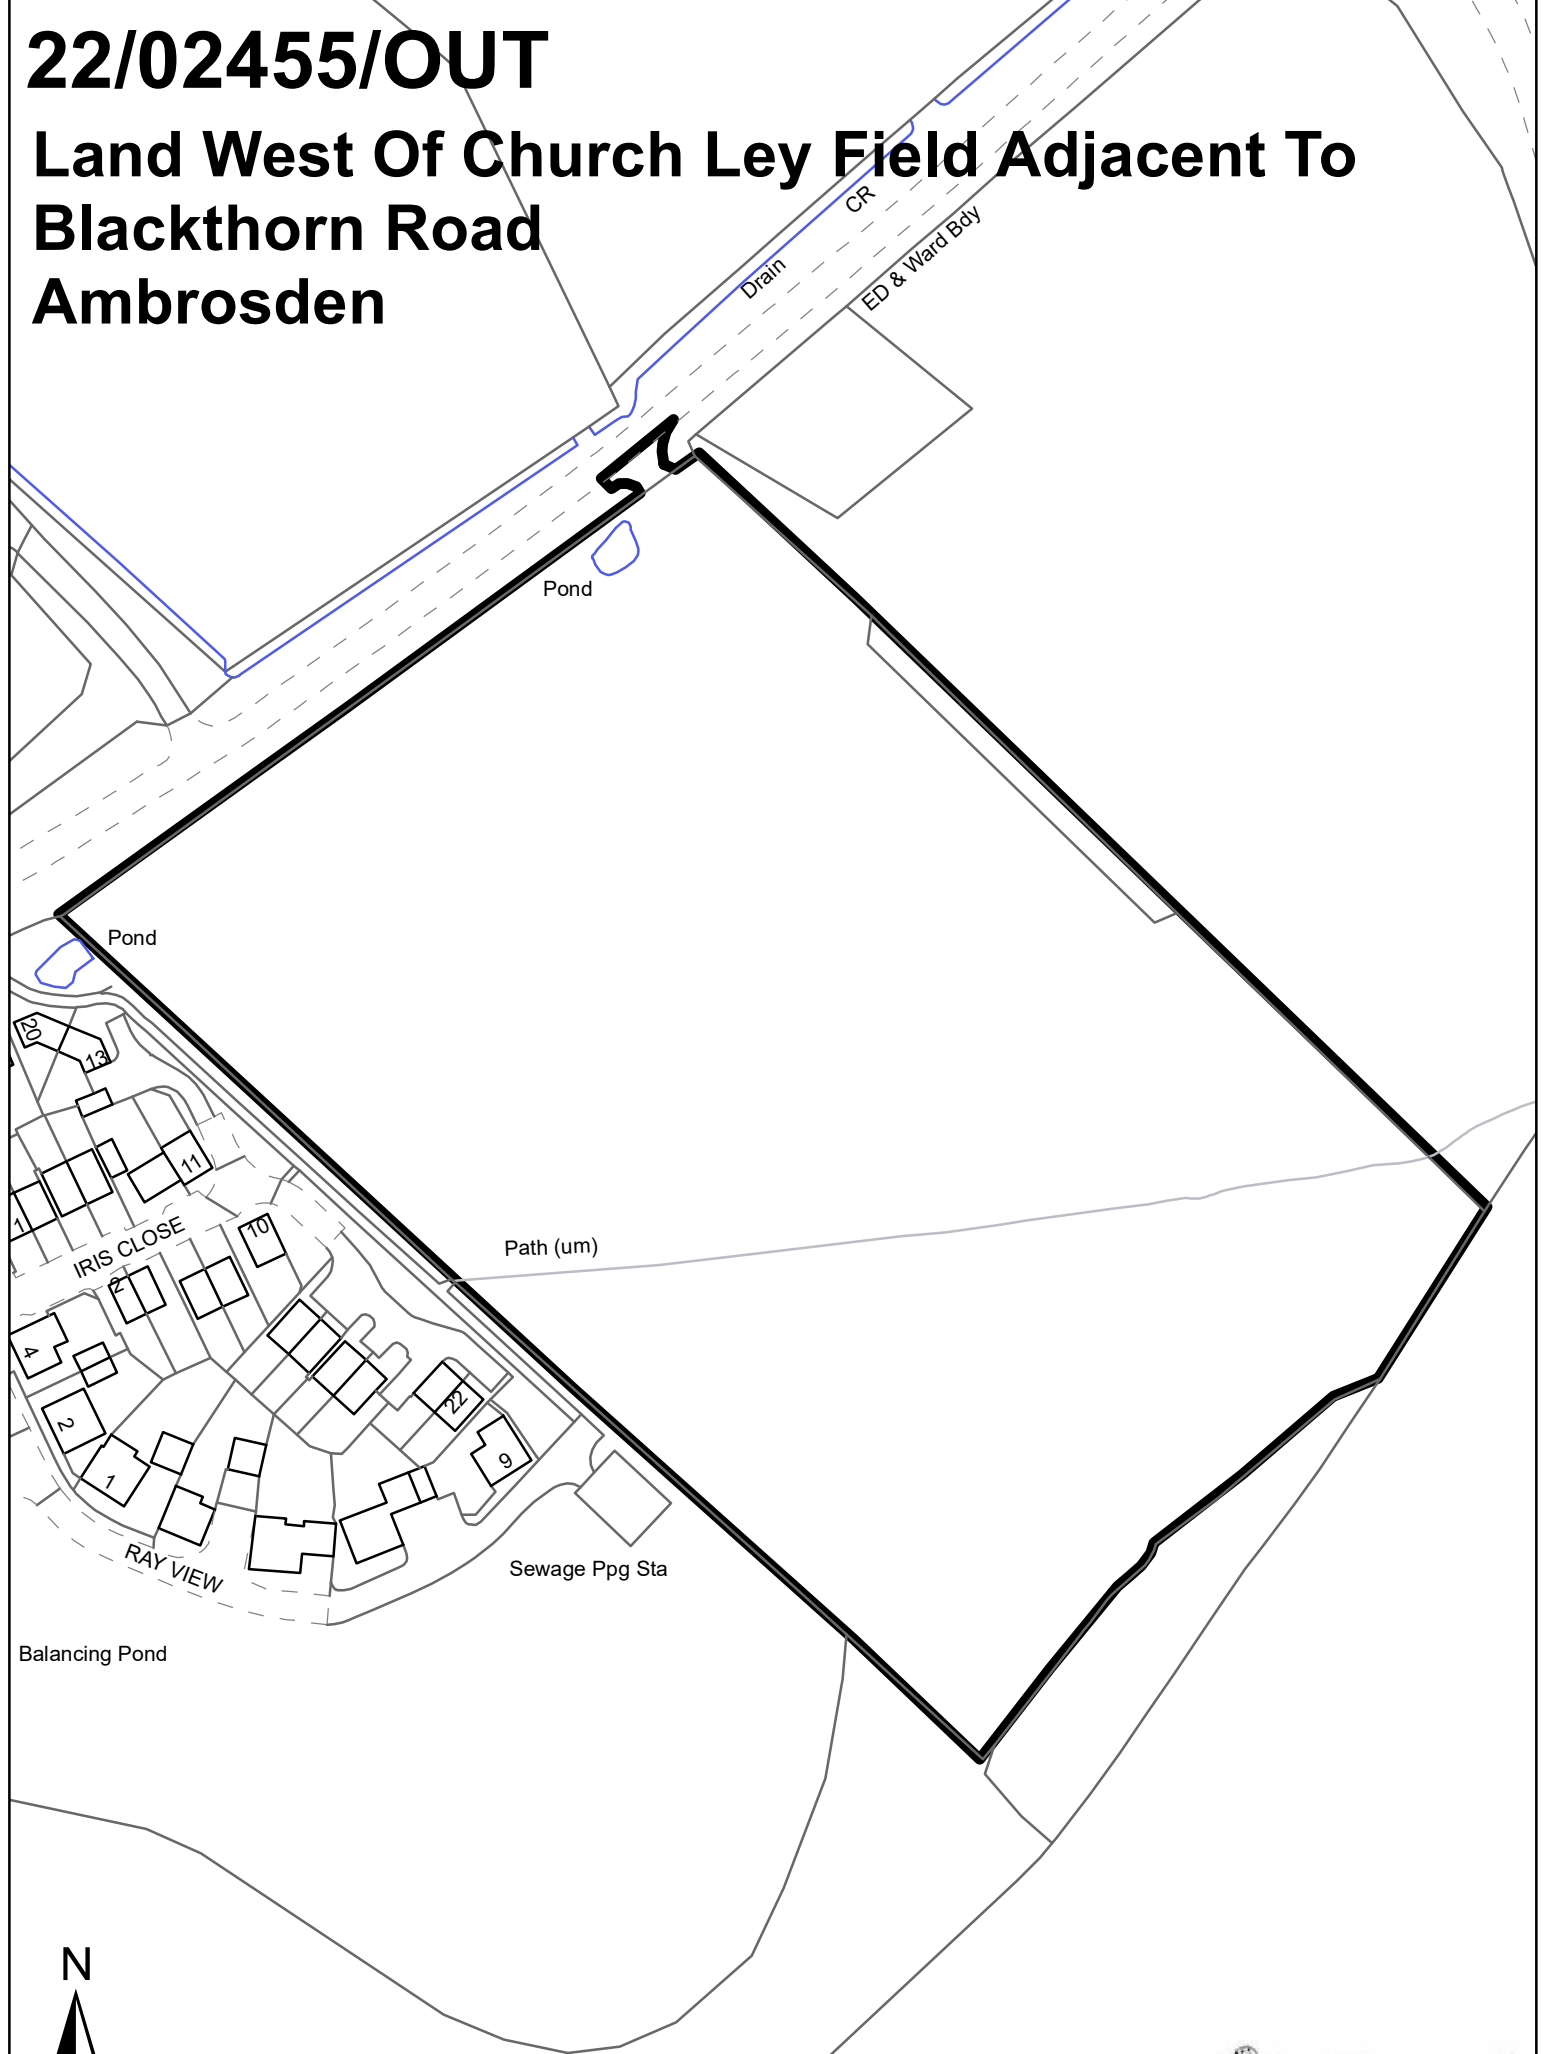 22/02455/OUT
Land West Of Church Ley Field Adjacent To
Blackthorn Road
Ambrosden
CR
Drain
ED & Ward Bdy
Pond
Pond
20
13
11
1
IRIS CLOSE
10
2
Path (um)
4
2
22
1
9
RAY VIEW
Sewage Ppg Sta
Balancing Pond
N